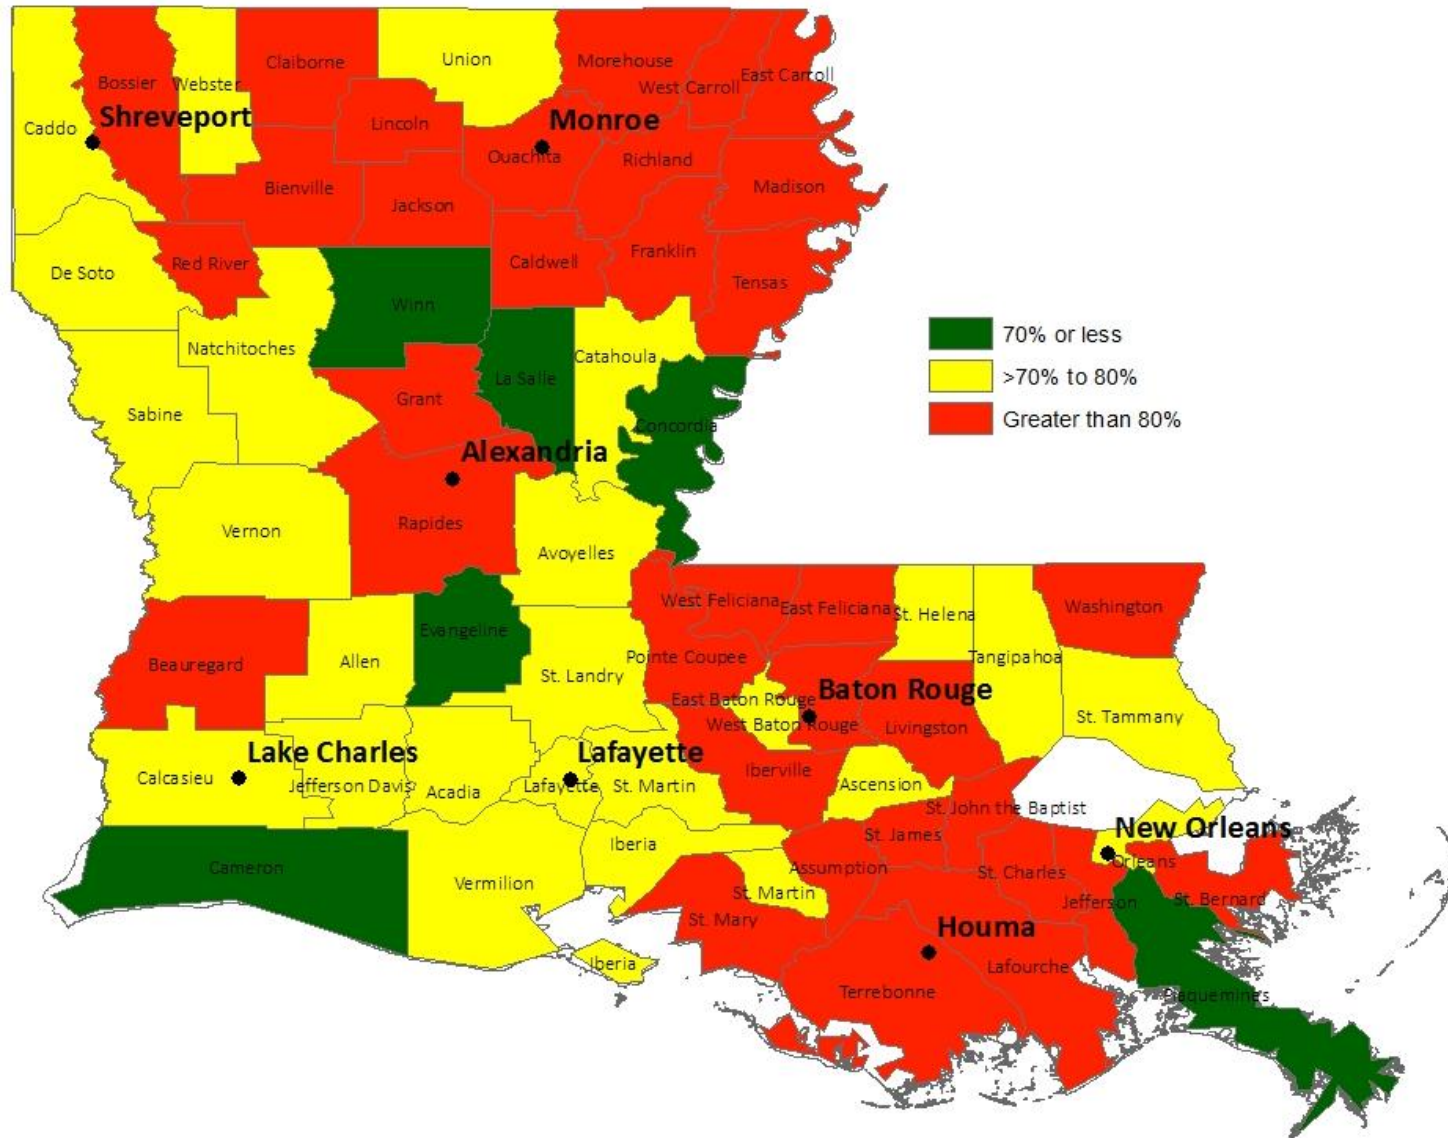 Union
Claiborne
Morehouse
East Carroll
Bossier
Webster
West Carroll
Shreveport
Monroe
Caddo
Lincoln
Ouachita
Richland
Bienville
Madison
Jackson
Franklin
Red River
Caldwell
De Soto
Tensas
Winn
70% or less
Natchitoches
Catahoula
La Salle
>70% to 80%
Grant
Sabine
Concordia
Greater than 80%
Alexandria
Rapides
Vernon
Avoyelles
West Feliciana
East Feliciana
St. Helena
Washington
Evangeline
Beauregard
Allen
Pointe Coupee
Tangipahoa
St. Landry
Baton Rouge
East Baton Rouge
West Baton Rouge
St. Tammany
Livingston
Lake Charles
Lafayette
Calcasieu
Jefferson Davis
Acadia
Lafayette
St. Martin
Iberville
Ascension
St. John the Baptist
New Orleans
St. James
Iberia
Orleans
Cameron
Vermilion
Assumption
St. Charles
St. Martin
Jefferson
St. Bernard
St. Mary
Houma
Iberia
Lafourche
Terrebonne
Plaquemines